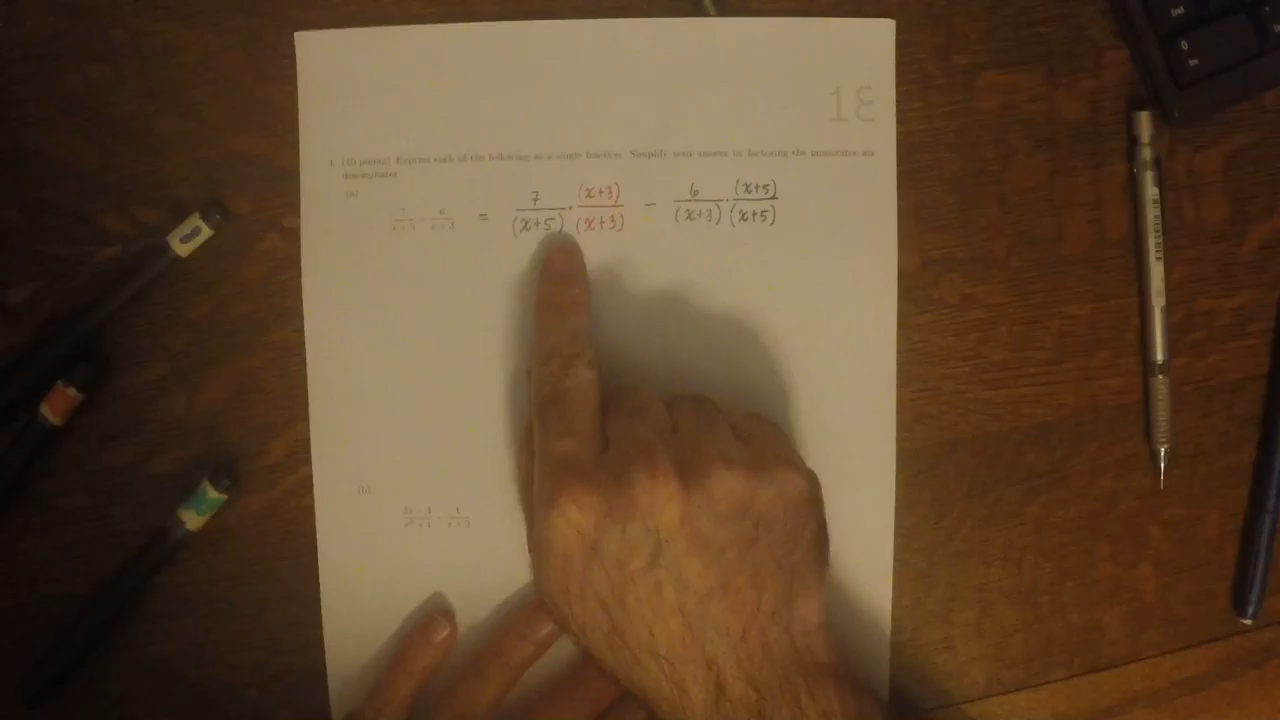 18
1. (10 points) Express each of the following as a single fraction. Simplify your answer by factoring the numerator and
denominator.
(a)
= 7/(x+5) · (x+3)/(x+3) − 6/(x+3) · (x+5)/(x+5)
(b)